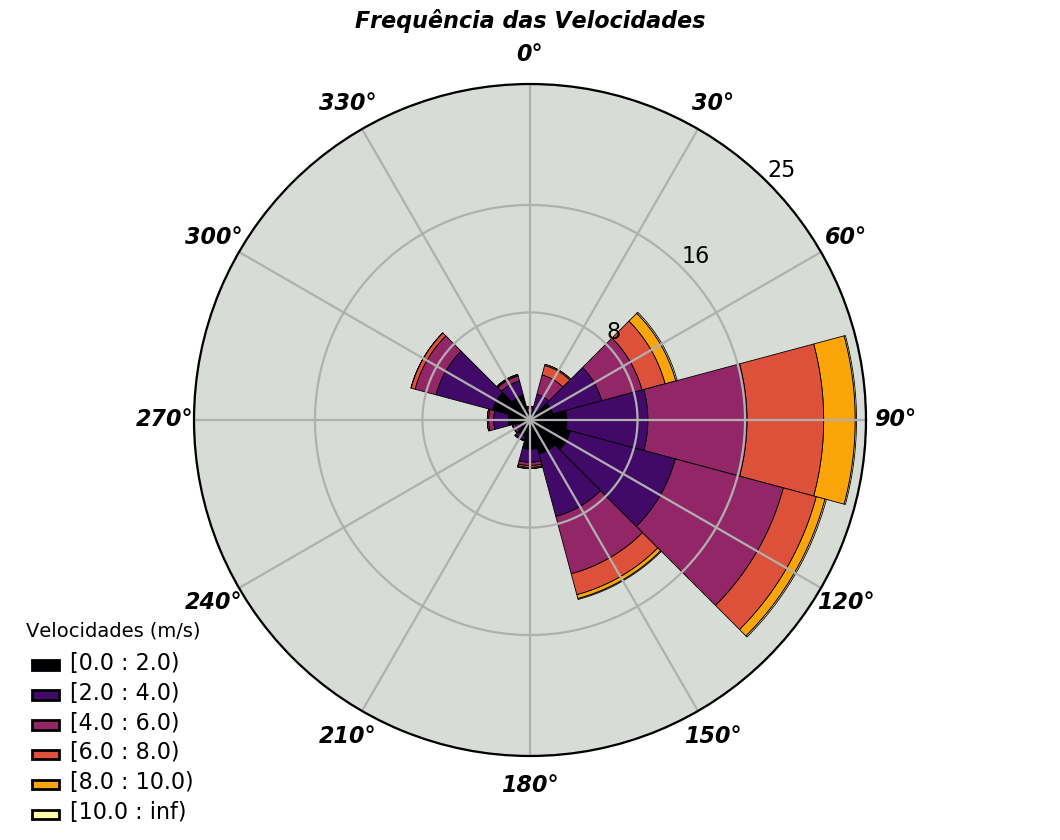 Frequência das Velocidades
0°
330°
30°
25
300°
60°
16
8
270°
90°
240°
120°
210°
150°
180°
Velocidades (m/s)
[0.0 : 2.0)
[2.0 : 4.0)
[4.0 : 6.0)
[6.0 : 8.0)
[8.0 : 10.0)
[10.0 : inf)